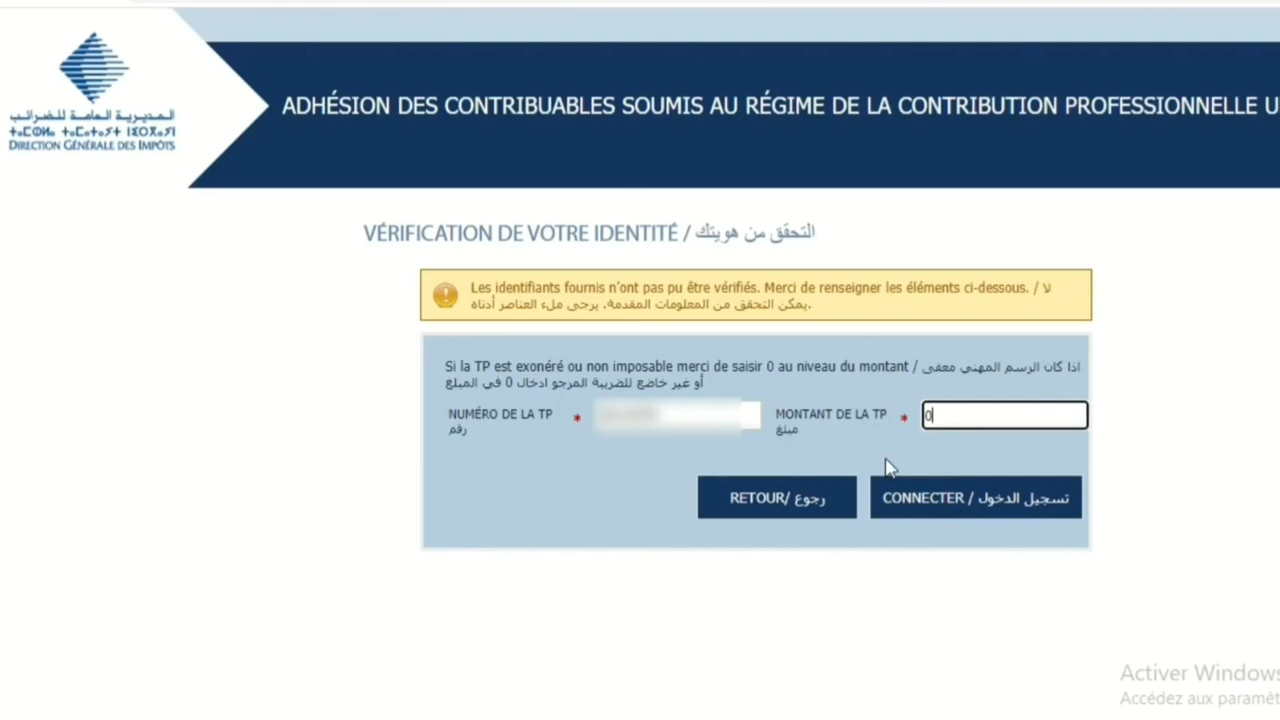 المديرية العامة للضرائب
ⵜⴰⵎⵀⵍⴰ ⵜⴰⵎⴰⵜⴰⵢⵜ ⵏ ⵉⵙⵔⴳⴰⵢⵏ
DIRECTION GÉNÉRALE DES IMPÔTS
ADHÉSION DES CONTRIBUABLES SOUMIS AU RÉGIME DE LA CONTRIBUTION PROFESSIONNELLE U
VÉRIFICATION DE VOTRE IDENTITÉ / التحقق من هويتك
Les identifiants fournis n'ont pas pu être vérifiés. Merci de renseigner les éléments ci-dessous. / لا
يمكن التحقق من المعلومات المقدمة. يرجى ملء العناصر أدناه.
Si la TP est exonéré ou non imposable merci de saisir 0 au niveau du montant / اذا كان الرسم المهني معفى
أو غير خاضع للضريبة المرجو ادخال 0 في المبلغ
NUMÉRO DE LA TP * MONTANT DE LA TP * 0
رقم مبلغ
RETOUR/ رجوع CONNECTER / تسجيل الدخول
Activer Windows
Accédez aux paramèt